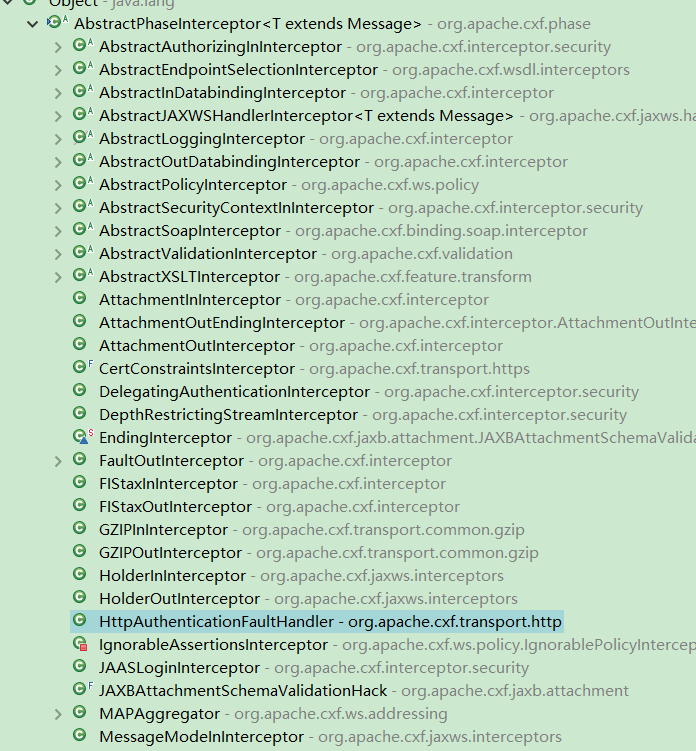 Object - java.lang
AbstractPhaseInterceptor<T extends Message> - org.apache.cxf.phase
AbstractAuthorizingInInterceptor - org.apache.cxf.interceptor.security
AbstractEndpointSelectionInterceptor - org.apache.cxf.wsdl.interceptors
AbstractInDatabindingInterceptor - org.apache.cxf.interceptor
AbstractJAXWSHandlerInterceptor<T extends Message> - org.apache.cxf.jaxws.ha
AbstractLoggingInterceptor - org.apache.cxf.interceptor
AbstractOutDatabindingInterceptor - org.apache.cxf.interceptor
AbstractPolicyInterceptor - org.apache.cxf.ws.policy
AbstractSecurityContextInInterceptor - org.apache.cxf.interceptor.security
AbstractSoapInterceptor - org.apache.cxf.binding.soap.interceptor
AbstractValidationInterceptor - org.apache.cxf.validation
AbstractXSLTInterceptor - org.apache.cxf.feature.transform
AttachmentInInterceptor - org.apache.cxf.interceptor
AttachmentOutEndingInterceptor - org.apache.cxf.interceptor.AttachmentOutInte
AttachmentOutInterceptor - org.apache.cxf.interceptor
CertConstraintsInterceptor - org.apache.cxf.transport.https
DelegatingAuthenticationInterceptor - org.apache.cxf.interceptor.security
DepthRestrictingStreamInterceptor - org.apache.cxf.interceptor.security
EndingInterceptor - org.apache.cxf.jaxb.attachment.JAXBAttachmentSchemaValida
FaultOutInterceptor - org.apache.cxf.interceptor
FIStaxInInterceptor - org.apache.cxf.interceptor
FIStaxOutInterceptor - org.apache.cxf.interceptor
GZIPInInterceptor - org.apache.cxf.transport.common.gzip
GZIPOutInterceptor - org.apache.cxf.transport.common.gzip
HolderInInterceptor - org.apache.cxf.jaxws.interceptors
HolderOutInterceptor - org.apache.cxf.jaxws.interceptors
HttpAuthenticationFaultHandler - org.apache.cxf.transport.http
IgnorableAssertionsInterceptor - org.apache.cxf.ws.policy.IgnorablePolicyIntercep
JAASLoginInterceptor - org.apache.cxf.interceptor.security
JAXBAttachmentSchemaValidationHack - org.apache.cxf.jaxb.attachment
MAPAggregator - org.apache.cxf.ws.addressing
MessageModeInInterceptor - org.apache.cxf.jaxws.interceptors